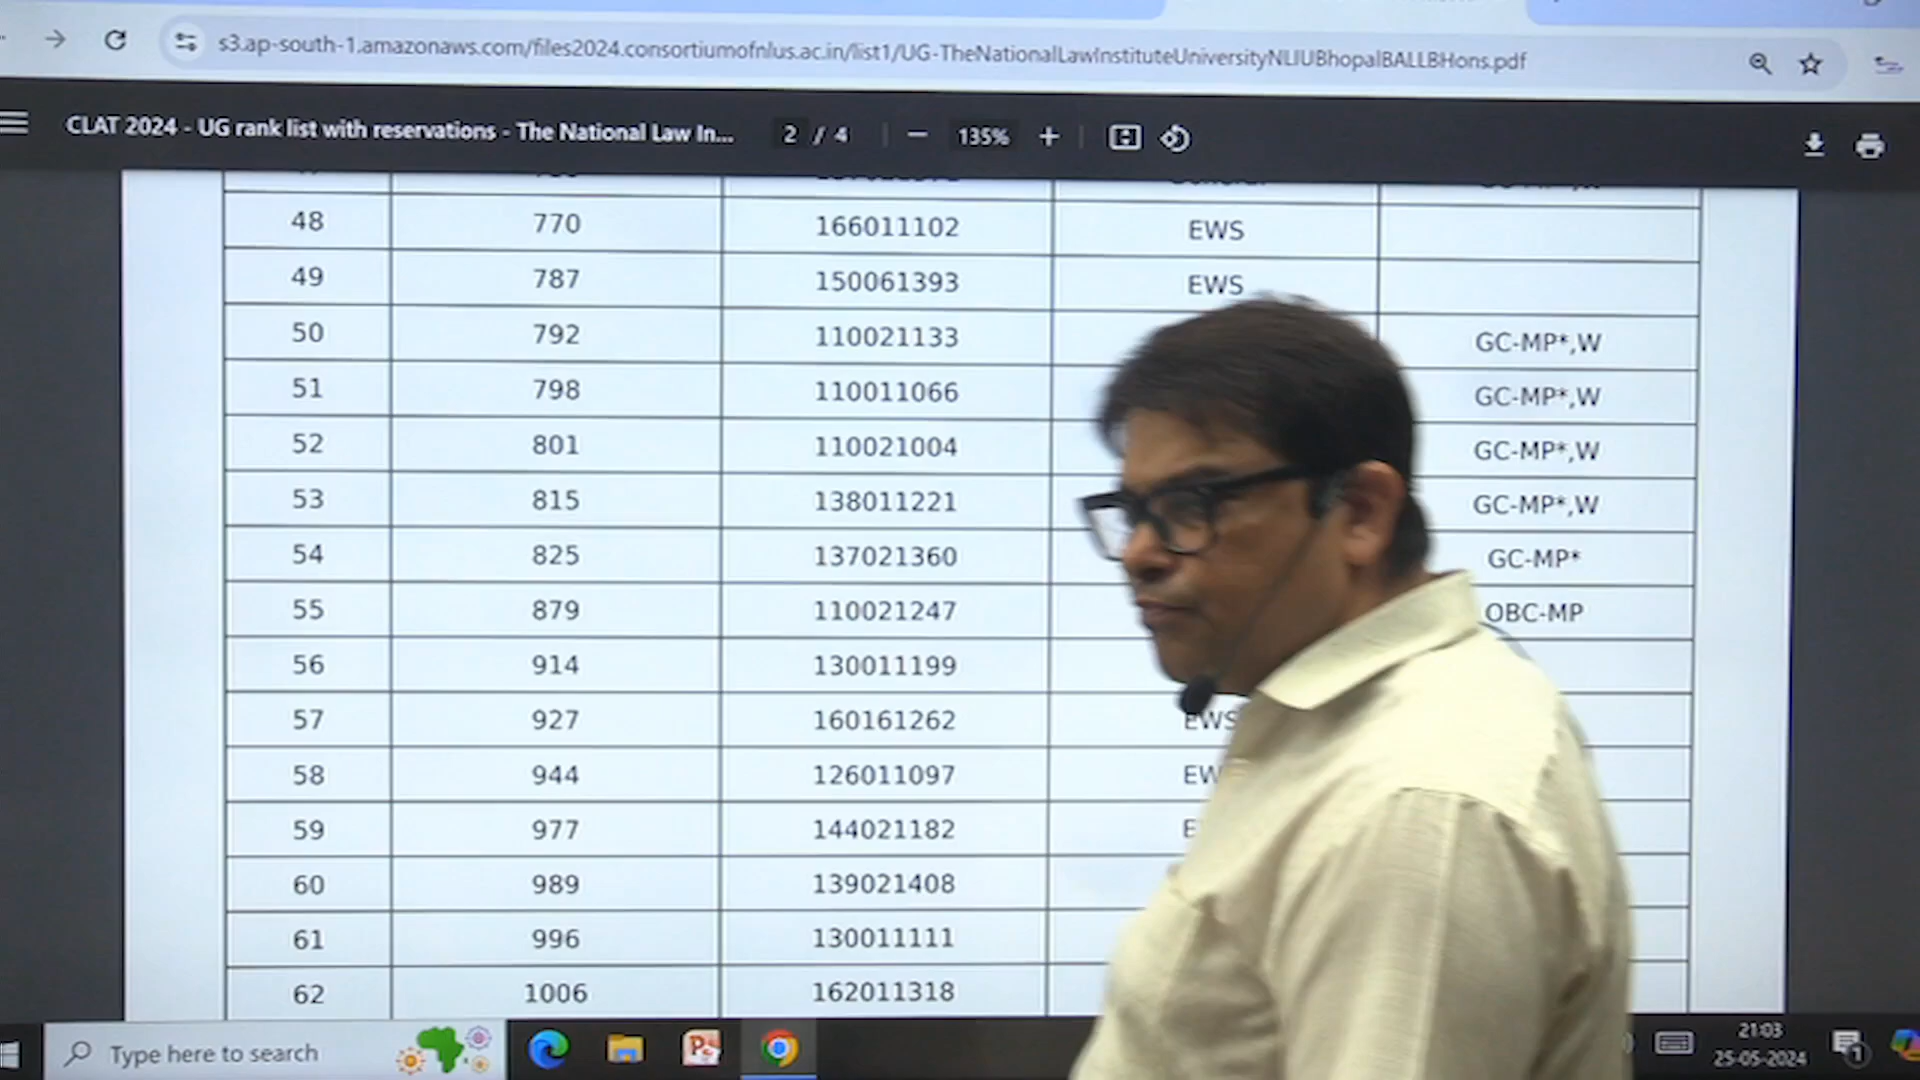 s3.ap-south-1.amazonaws.com/files2024.consortiumofnlus.ac.in/list1/UG-TheNationalLawInstituteUniversityNLIUBhopalBALLBHons.pdf
CLAT 2024 - UG rank list with reservations - The National Law In... 2 / 4 135%
48 770 166011102 EWS
49 787 150061393 EWS
50 792 110021133 GC-MP*,W
51 798 110011066 GC-MP*,W
52 801 110021004 GC-MP*,W
53 815 138011221 GC-MP*,W
54 825 137021360 GC-MP*
55 879 110021247 OBC-MP
56 914 130011199
57 927 160161262 EWS
58 944 126011097 EW
59 977 144021182 E
60 989 139021408
61 996 130011111
62 1006 162011318
Type here to search
21:03
25-05-2024
1